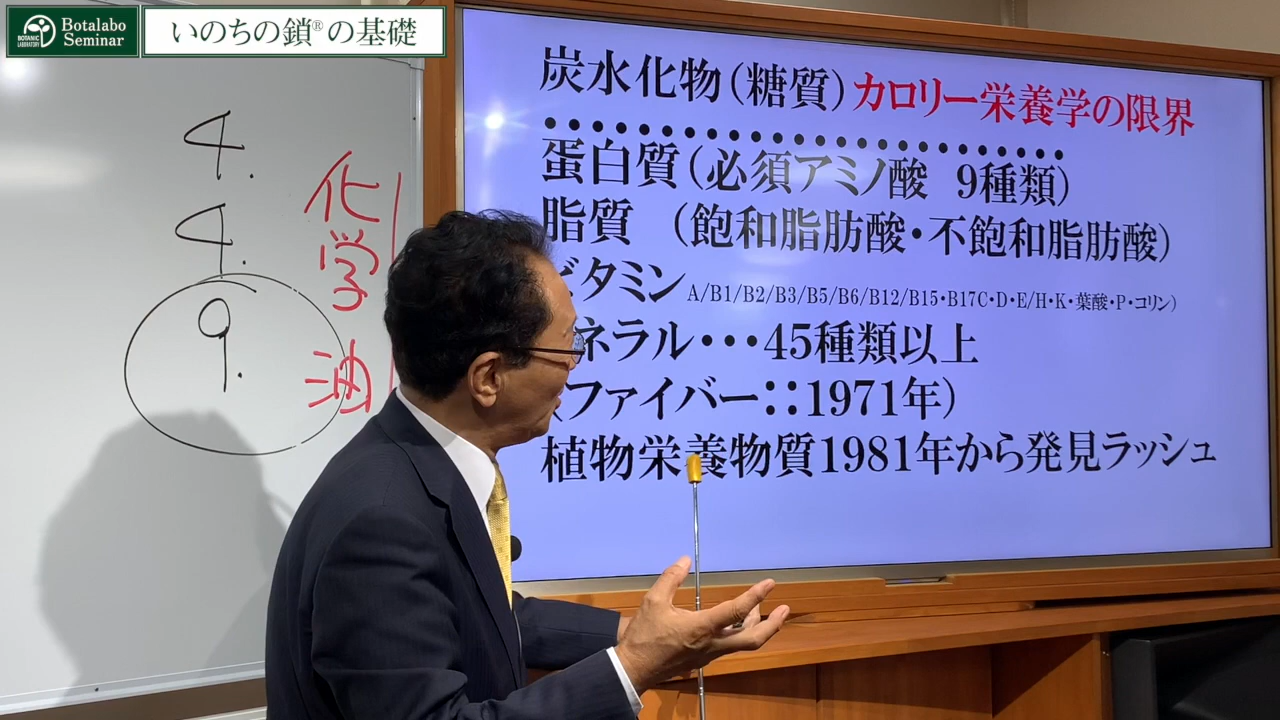 BOTANIC
LABORATORY
Botalabo
Seminar
いのちの鎖®の基礎
4.
4.
9.
化学
油
炭水化物（糖質）カロリー栄養学の限界
••••••••••••••••••••••••
蛋白質（必須アミノ酸 9種類）
脂質 （飽和脂肪酸・不飽和脂肪酸）
ビタミン A/B1/B2/B3/B5/B6/B12/B15・B17C・D・E/H・K・葉酸・P・コリン）
ネラル・・・45種類以上
（ファイバー：：1971年）
植物栄養物質1981年から発見ラッシュ